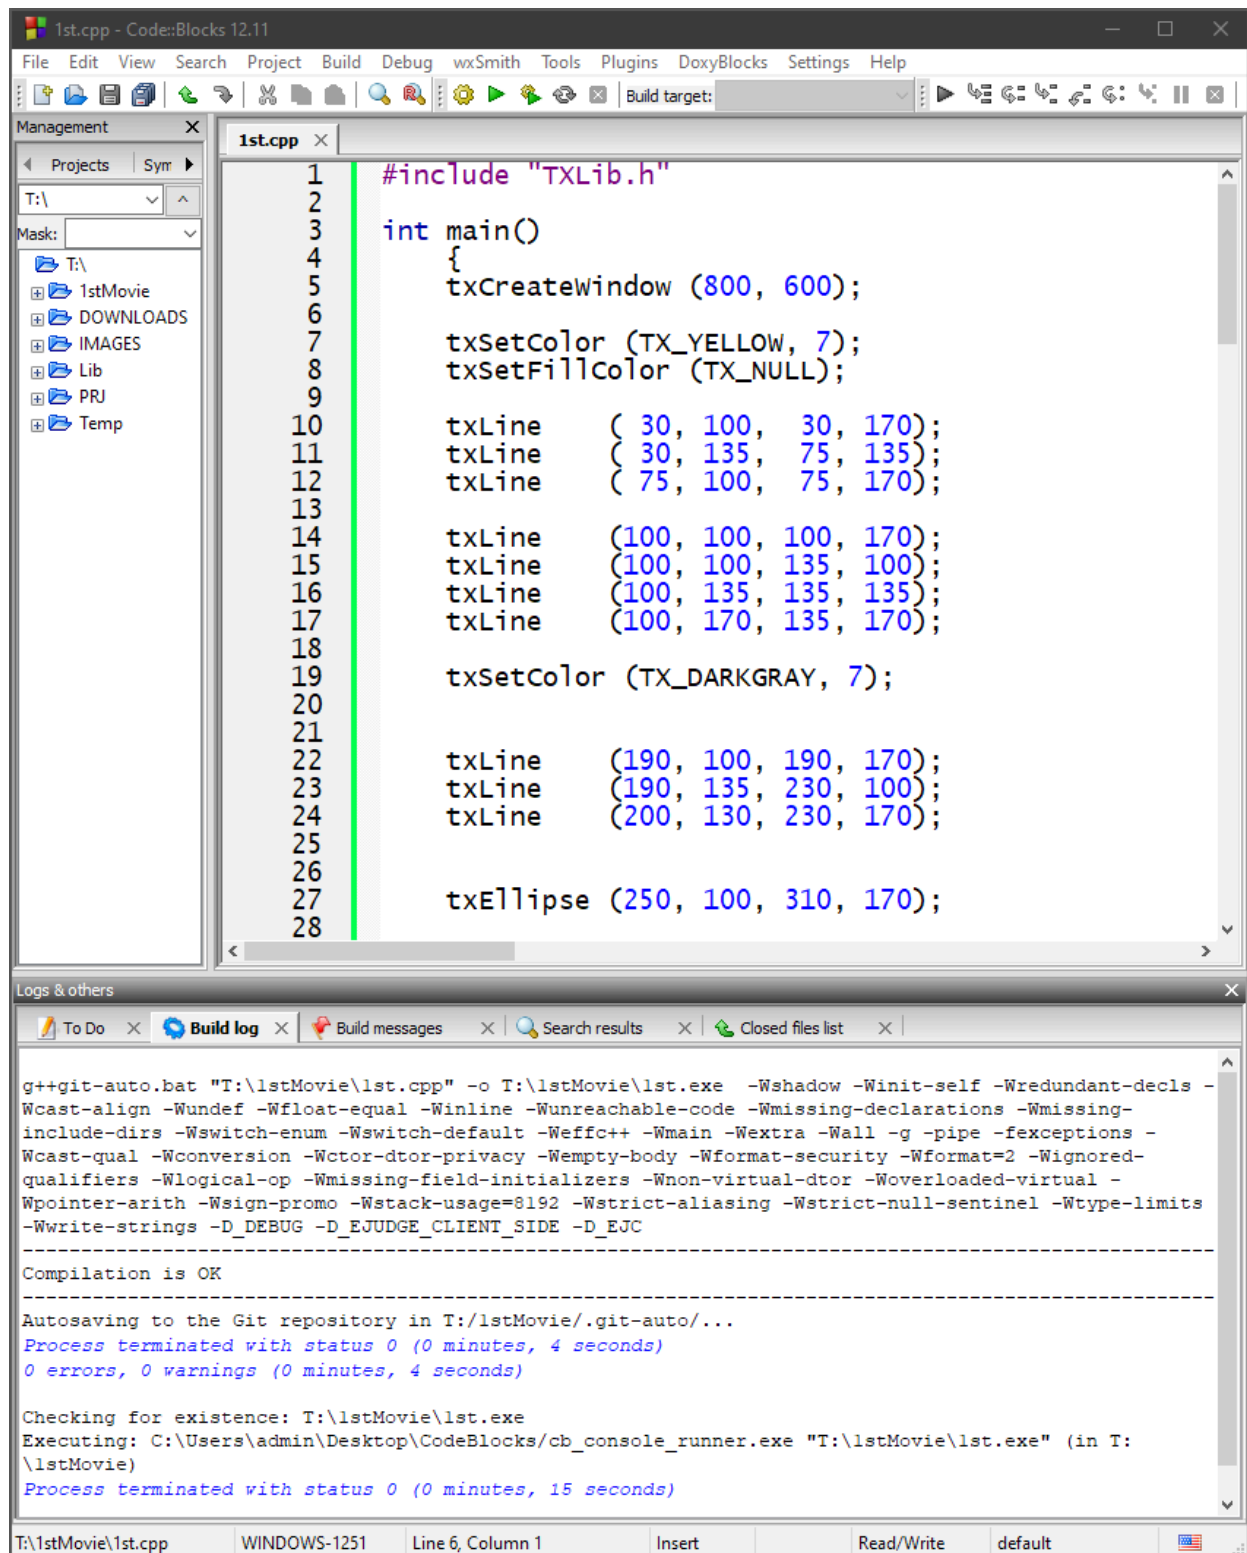 1st.cpp - Code::Blocks 12.11
File Edit View Search Project Build Debug wxSmith Tools Plugins DoxyBlocks Settings Help
Build target:
Management
Projects Sym
T:\
Mask:
T:\
1stMovie
DOWNLOADS
IMAGES
Lib
PRJ
Temp
1st.cpp
1 #include "TXLib.h"
2
3 int main()
4 {
5 txCreateWindow (800, 600);
6
7 txSetColor (TX_YELLOW, 7);
8 txSetFillColor (TX_NULL);
9
10 txLine ( 30, 100, 30, 170);
11 txLine ( 30, 135, 75, 135);
12 txLine ( 75, 100, 75, 170);
13
14 txLine (100, 100, 100, 170);
15 txLine (100, 100, 135, 100);
16 txLine (100, 135, 135, 135);
17 txLine (100, 170, 135, 170);
18
19 txSetColor (TX_DARKGRAY, 7);
20
21
22 txLine (190, 100, 190, 170);
23 txLine (190, 135, 230, 100);
24 txLine (200, 130, 230, 170);
25
26
27 txEllipse (250, 100, 310, 170);
28
Logs & others
To Do Build log Build messages Search results Closed files list
g++git-auto.bat "T:\1stMovie\1st.cpp" -o T:\1stMovie\1st.exe -Wshadow -Winit-self -Wredundant-decls -
Wcast-align -Wundef -Wfloat-equal -Winline -Wunreachable-code -Wmissing-declarations -Wmissing-
include-dirs -Wswitch-enum -Wswitch-default -Weffc++ -Wmain -Wextra -Wall -g -pipe -fexceptions -
Wcast-qual -Wconversion -Wctor-dtor-privacy -Wempty-body -Wformat-security -Wformat=2 -Wignored-
qualifiers -Wlogical-op -Wmissing-field-initializers -Wnon-virtual-dtor -Woverloaded-virtual -
Wpointer-arith -Wsign-promo -Wstack-usage=8192 -Wstrict-aliasing -Wstrict-null-sentinel -Wtype-limits
-Wwrite-strings -D_DEBUG -D_EJUDGE_CLIENT_SIDE -D_EJC
Compilation is OK
Autosaving to the Git repository in T:/1stMovie/.git-auto/...
Process terminated with status 0 (0 minutes, 4 seconds)
0 errors, 0 warnings (0 minutes, 4 seconds)
Checking for existence: T:\1stMovie\1st.exe
Executing: C:\Users\admin\Desktop\CodeBlocks/cb_console_runner.exe "T:\1stMovie\1st.exe" (in T:
\1stMovie)
Process terminated with status 0 (0 minutes, 15 seconds)
T:\1stMovie\1st.cpp WINDOWS-1251 Line 6, Column 1 Insert Read/Write default